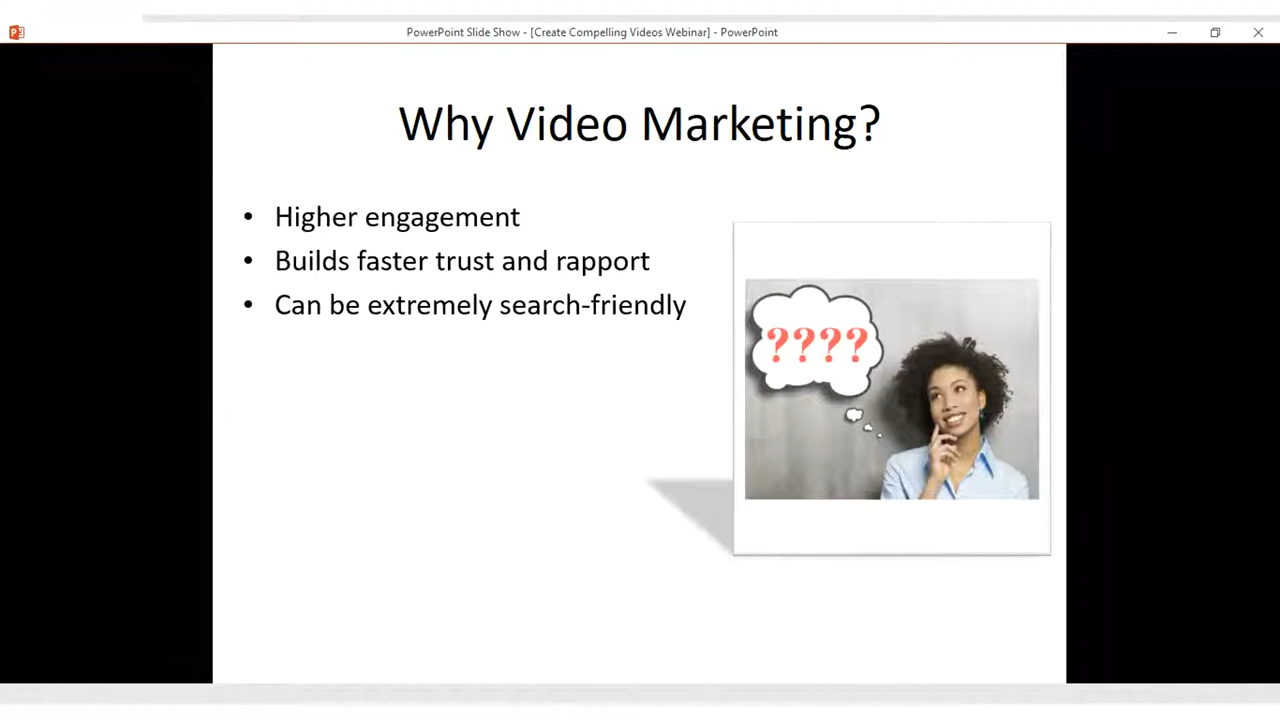 PowerPoint Slide Show - [Create Compelling Videos Webinar] - PowerPoint
Why Video Marketing?
• Higher engagement
• Builds faster trust and rapport
• Can be extremely search-friendly
????